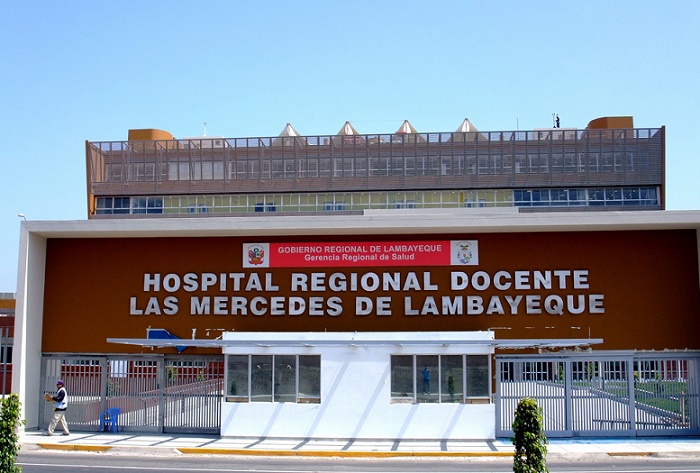 GOBIERNO REGIONAL DE LAMBAYEQUE
Gerencia Regional de Salud
HOSPITAL REGIONAL DOCENTE
LAS MERCEDES DE LAMBAYEQUE